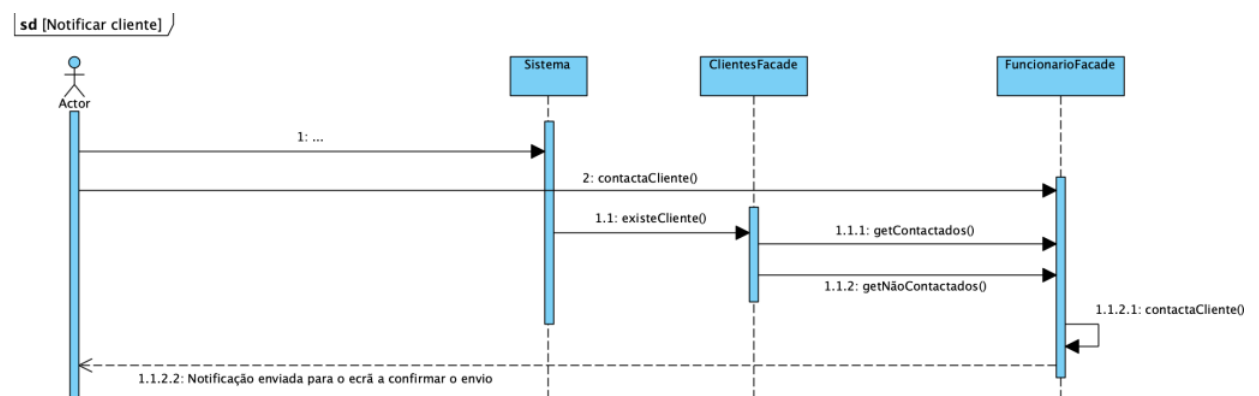 sd [Notificar cliente]
Actor
Sistema
ClientesFacade
FuncionarioFacade
1: ...
2: contactaCliente()
1.1: existeCliente()
1.1.1: getContactados()
1.1.2: getNãoContactados()
1.1.2.1: contactaCliente()
1.1.2.2: Notificação enviada para o ecrã a confirmar o envio